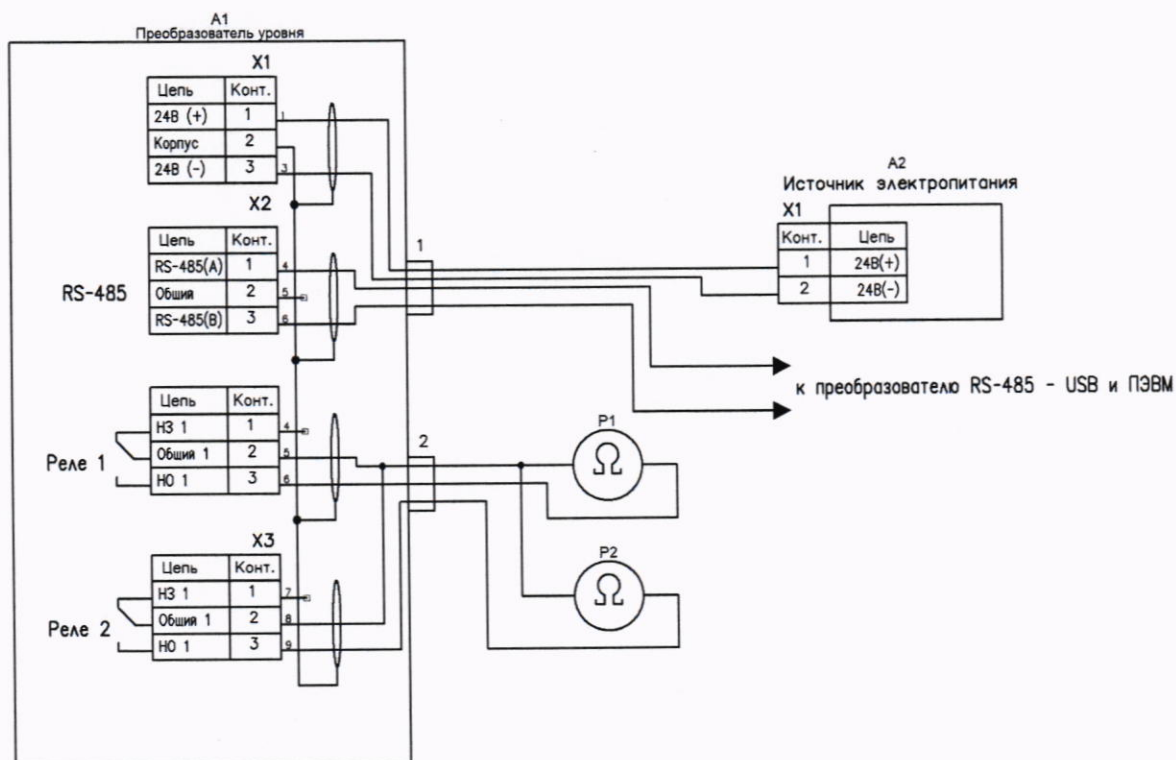 А1
Преобразователь уровня
X1
Цепь Конт.
24В (+) 1 1
Корпус 2
24В (-) 3 3
X2
Цепь Конт.
RS-485(A) 1 4
RS-485 Обший 2 5
RS-485(B) 3 6
Цепь Конт.
НЗ 1 1 4
Реле 1 Общий 1 2 5
НО 1 3 6
X3
Цепь Конт.
НЗ 1 1 7
Реле 2 Общий 1 2 8
НО 1 3 9
1
2
А2
Источник электропитания
X1
Конт. Цепь
1 24В(+)
2 24В(-)
к преобразователю RS-485 - USB и ПЭВМ
P1
Ω
P2
Ω